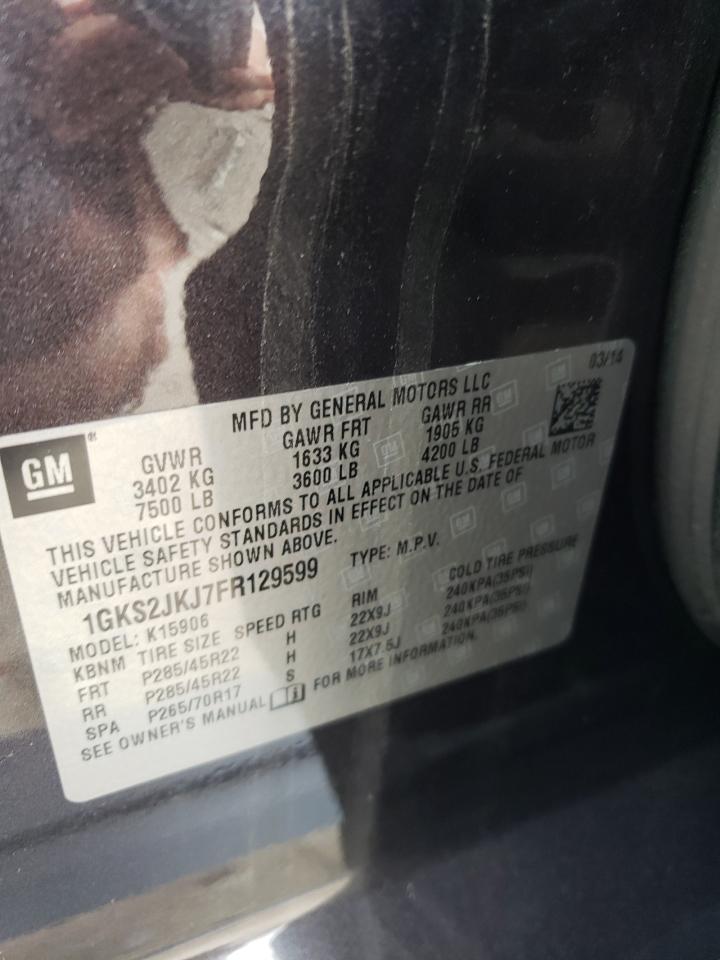 03/14
MFD BY GENERAL MOTORS LLC
GM®
GVWR GAWR FRT GAWR RR
3402 KG 1633 KG 1905 KG
7500 LB 3600 LB 4200 LB
THIS VEHICLE CONFORMS TO ALL APPLICABLE U.S. FEDERAL MOTOR
VEHICLE SAFETY STANDARDS IN EFFECT ON THE DATE OF
MANUFACTURE SHOWN ABOVE.
1GKS2JKJ7FR129599 TYPE: M.P.V.
MODEL: K15906
KBNM TIRE SIZE SPEED RTG RIM COLD TIRE PRESSURE
FRT P285/45R22 H 22X9J 240KPA(35PSI)
RR P285/45R22 H 22X9J 240KPA(35PSI)
SPA P265/70R17 S 17X7.5J 240KPA(35PSI)
SEE OWNER'S MANUAL i FOR MORE INFORMATION.